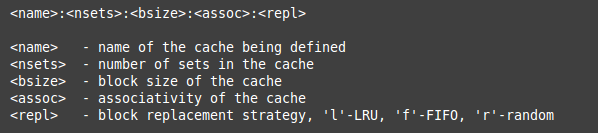 <name>:<nsets>:<bsize>:<assoc>:<repl>
<name>   - name of the cache being defined
<nsets>  - number of sets in the cache
<bsize>  - block size of the cache
<assoc>  - associativity of the cache
<repl>   - block replacement strategy, 'l'-LRU, 'f'-FIFO, 'r'-random